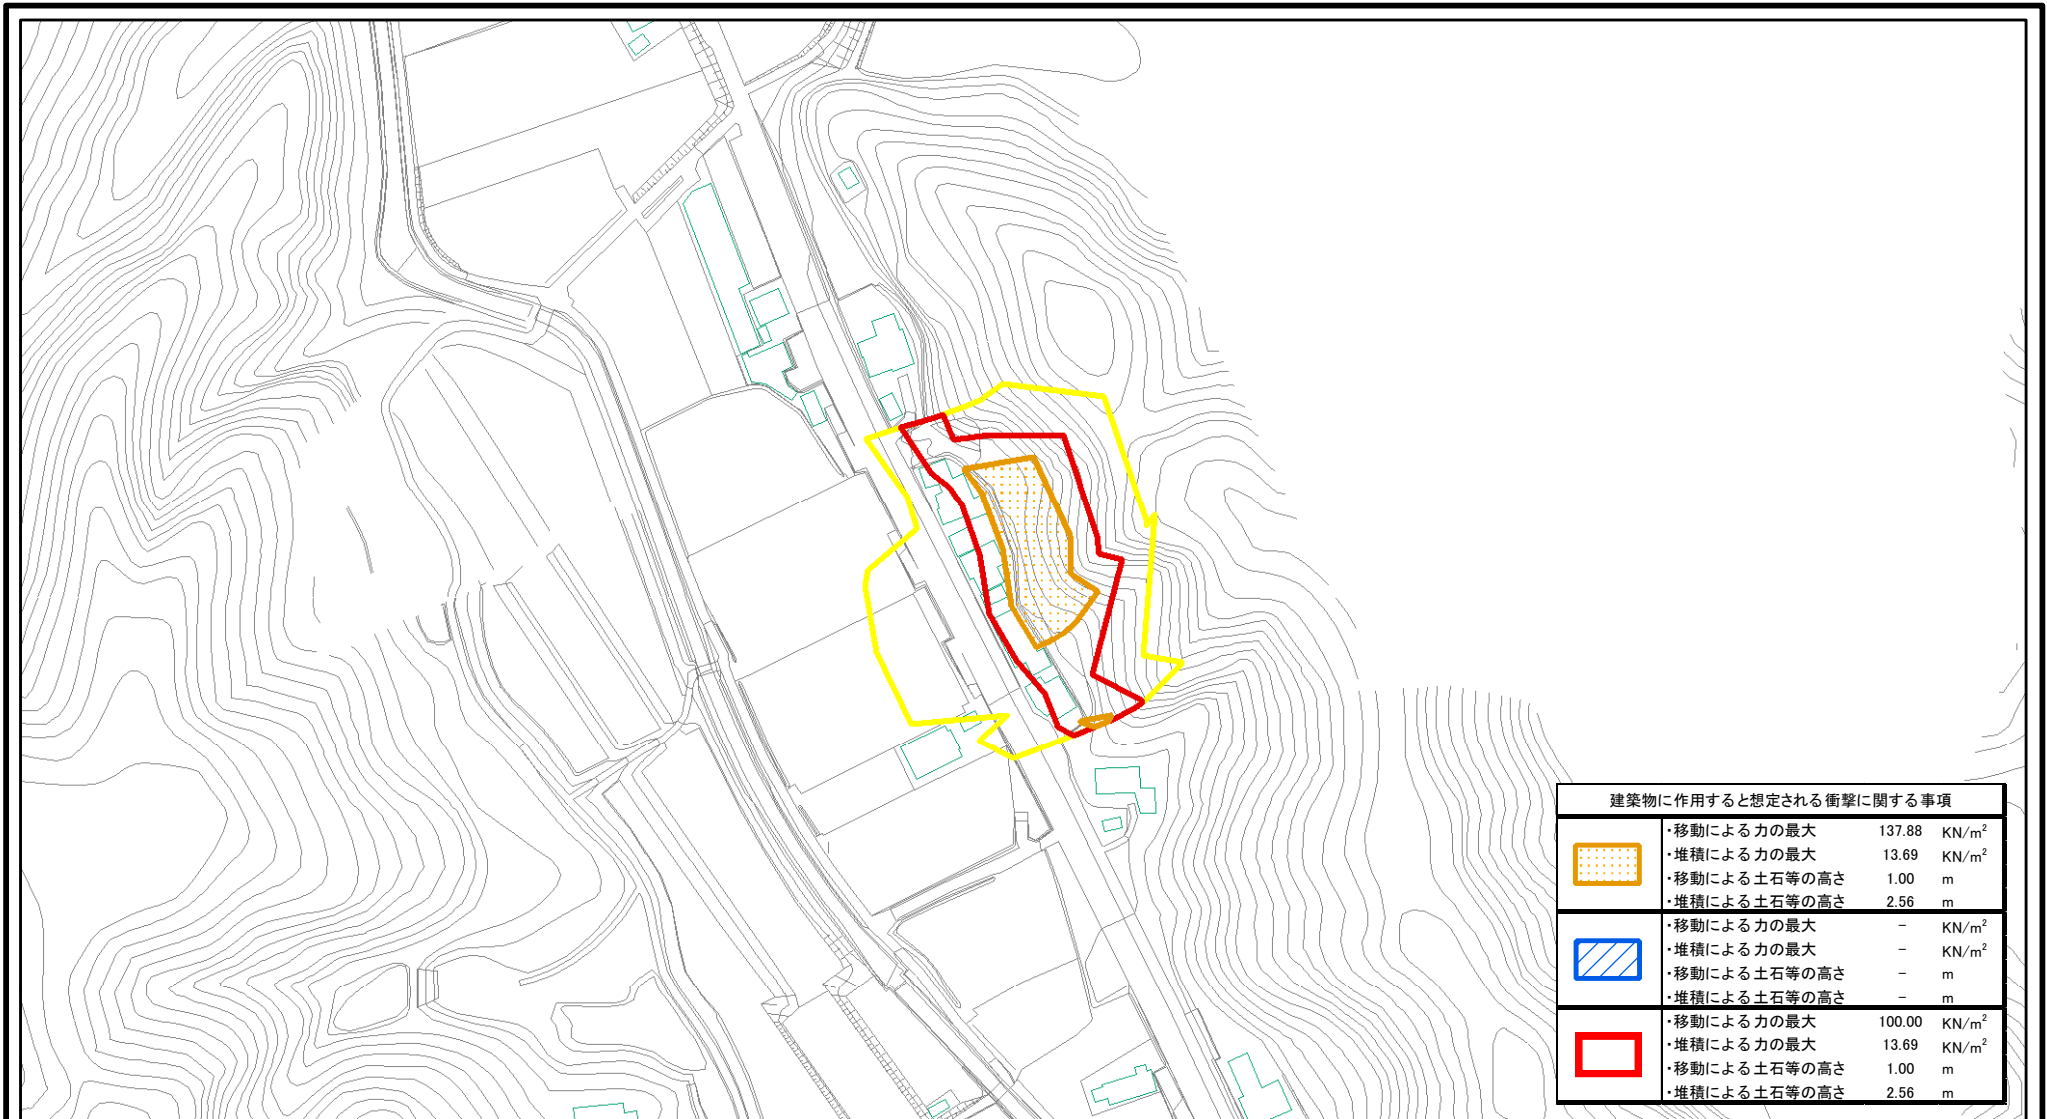 建築物に作用すると想定される衝撃に関する事項
・移動による力の最大 137.88 KN/m²
・堆積による力の最大 13.69 KN/m²
・移動による土石等の高さ 1.00 m
・堆積による土石等の高さ 2.56 m
・移動による力の最大 - KN/m²
・堆積による力の最大 - KN/m²
・移動による土石等の高さ - m
・堆積による土石等の高さ - m
・移動による力の最大 100.00 KN/m²
・堆積による力の最大 13.69 KN/m²
・移動による土石等の高さ 1.00 m
・堆積による土石等の高さ 2.56 m